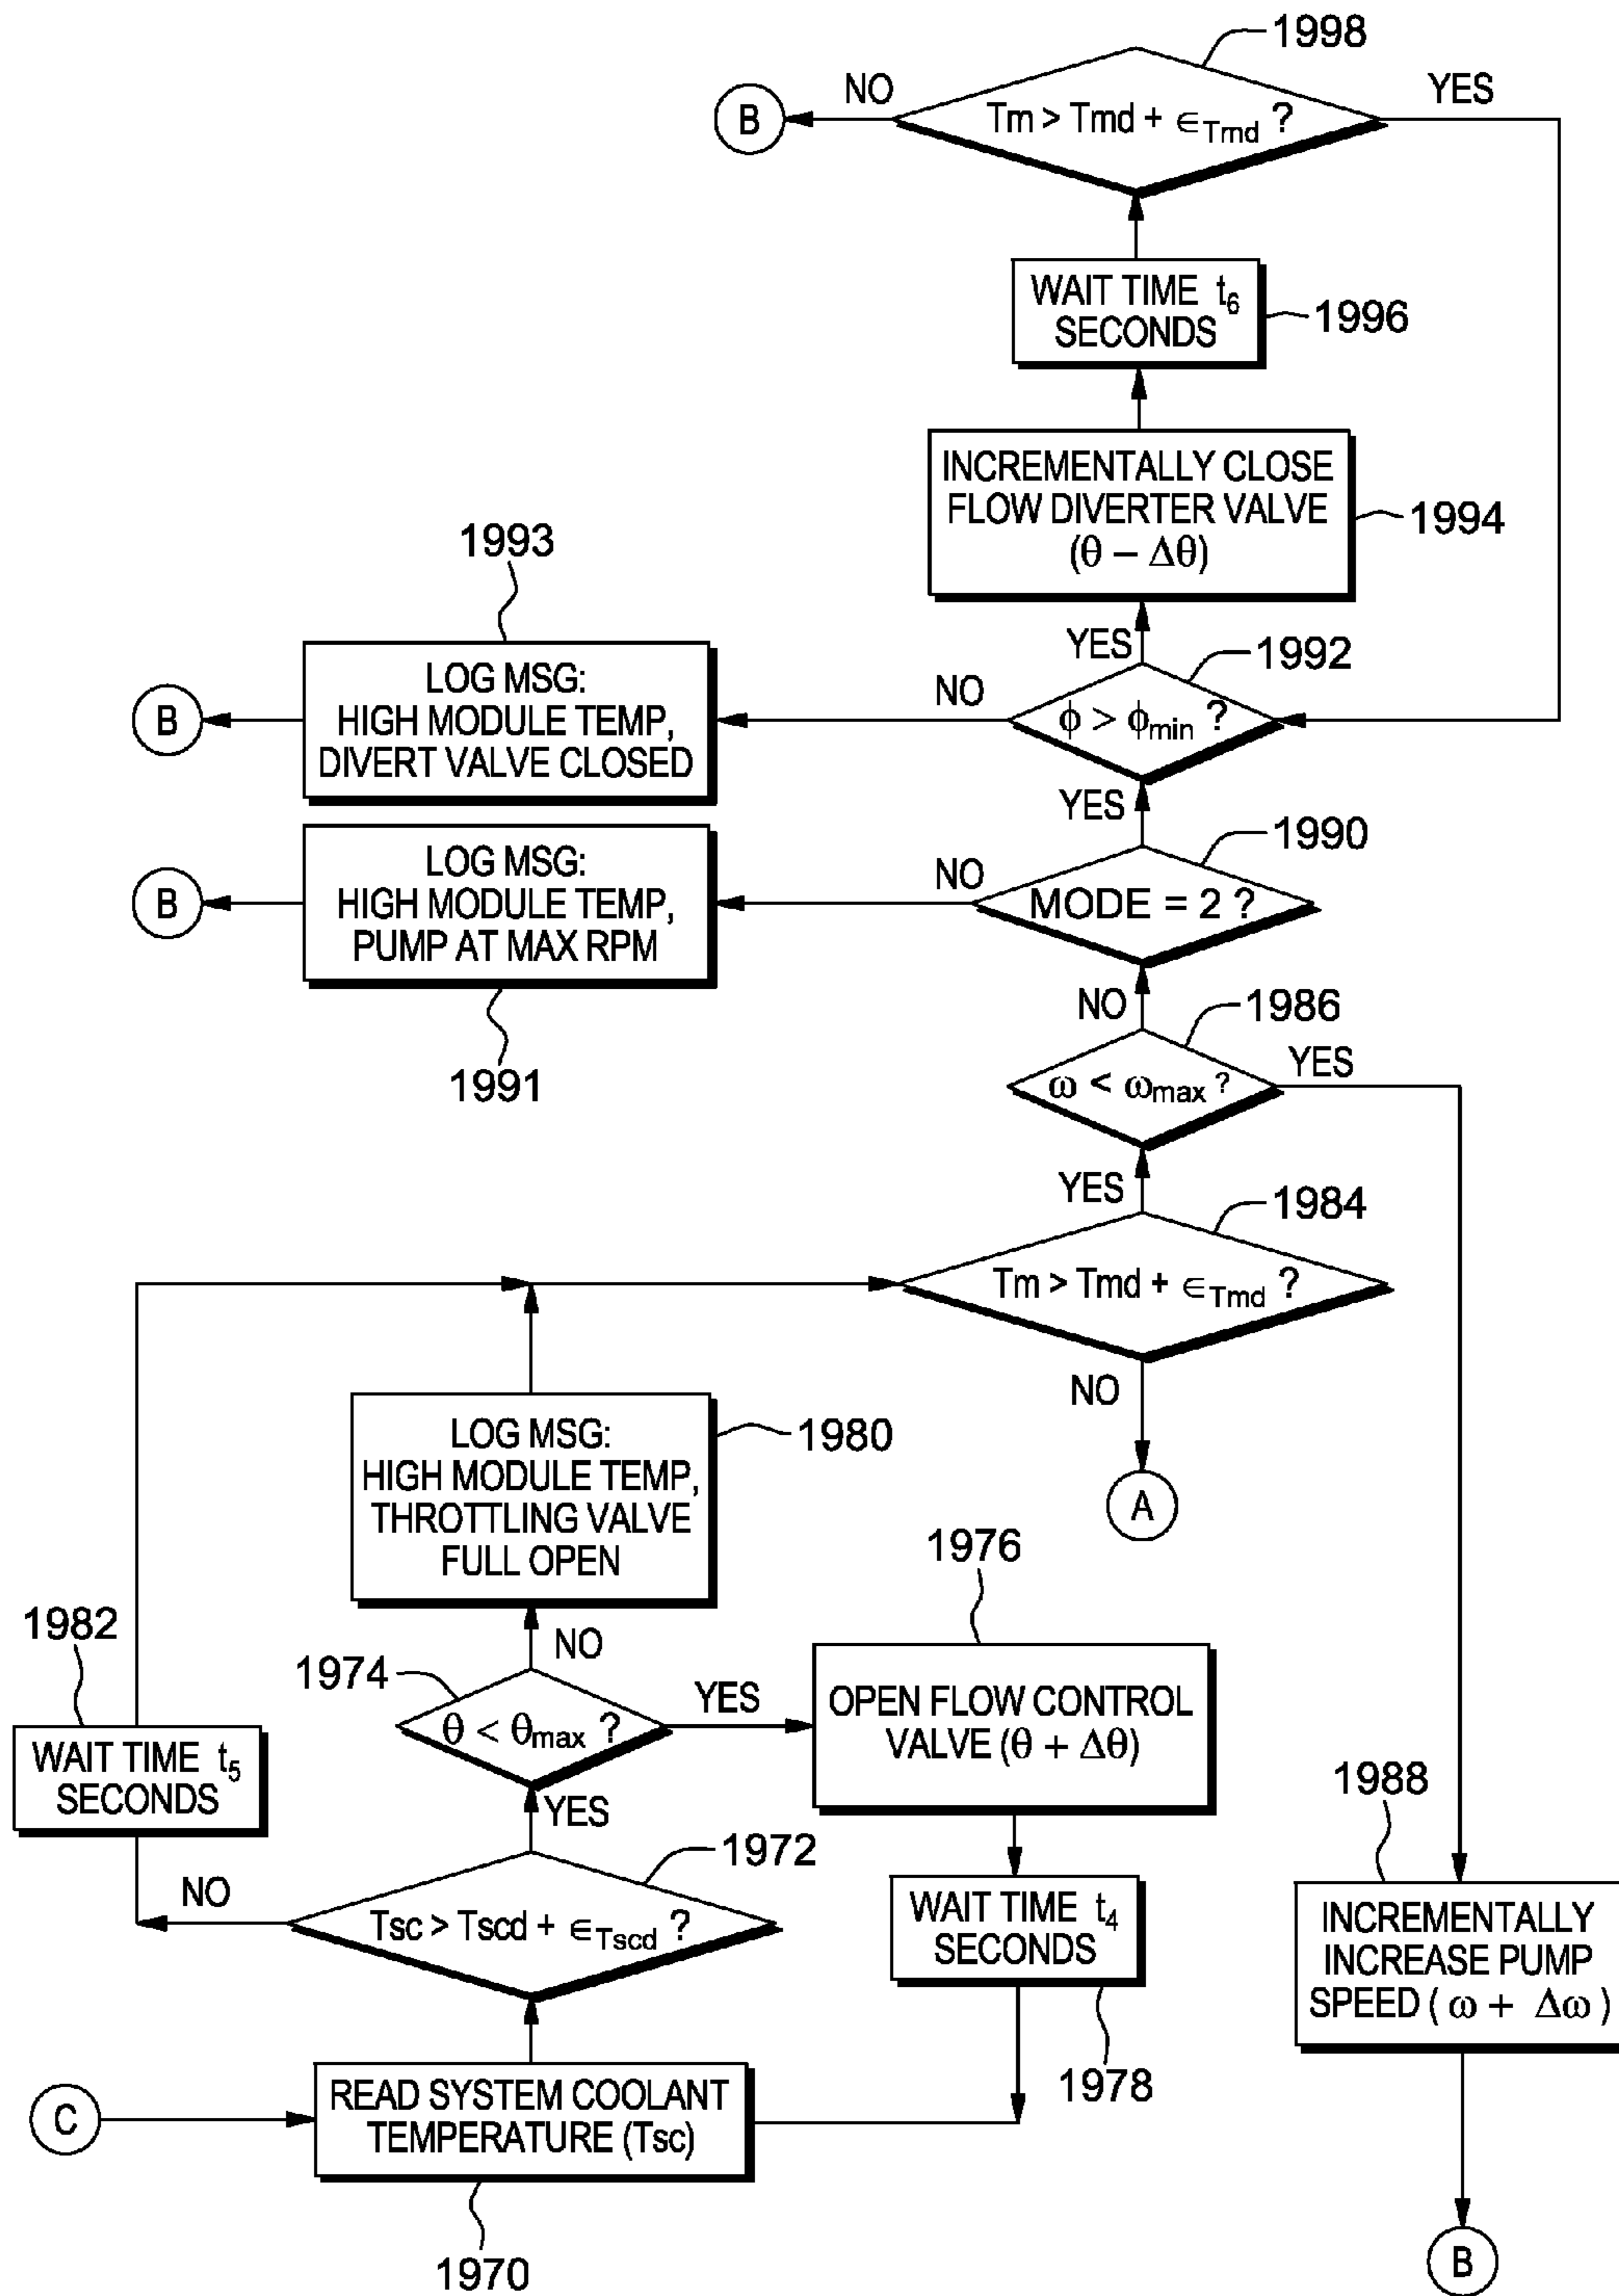 1998
NO
YES
B
Tm > Tmd + ∈Tmd ?
WAIT TIME t6
SECONDS
1996
INCREMENTALLY CLOSE
FLOW DIVERTER VALVE
(θ – Δθ)
1994
1993
YES
1992
LOG MSG:
HIGH MODULE TEMP,
DIVERT VALVE CLOSED
B
NO
ϕ > ϕmin ?
YES
1990
LOG MSG:
HIGH MODULE TEMP,
PUMP AT MAX RPM
B
NO
MODE = 2 ?
1991
NO
1986
YES
ω < ωmax ?
YES
1984
Tm > Tmd + ∈Tmd ?
NO
A
LOG MSG:
HIGH MODULE TEMP,
THROTTLING VALVE
FULL OPEN
1980
1976
1982
NO
1974
YES
θ < θmax ?
OPEN FLOW CONTROL
VALVE (θ + Δθ)
WAIT TIME t5
SECONDS
YES
1988
1972
NO
Tsc > Tscd + ∈Tscd ?
WAIT TIME t4
SECONDS
INCREMENTALLY
INCREASE PUMP
SPEED ( ω + Δω )
1978
C
READ SYSTEM COOLANT
TEMPERATURE (Tsc)
1970
B